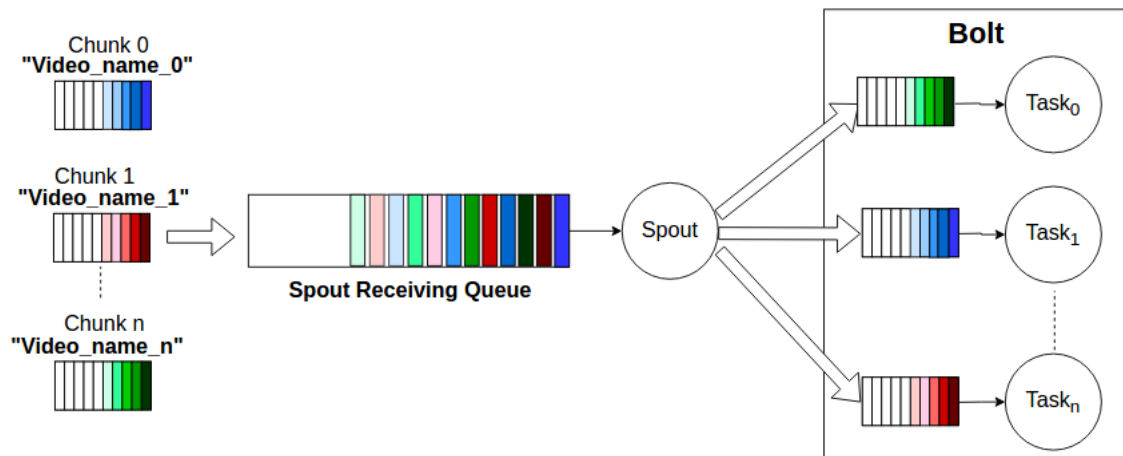 Chunk 0
"Video_name_0"
Chunk 1
"Video_name_1"
Chunk n
"Video_name_n"
Spout Receiving Queue
Spout
Bolt
Task0
Task1
Taskn